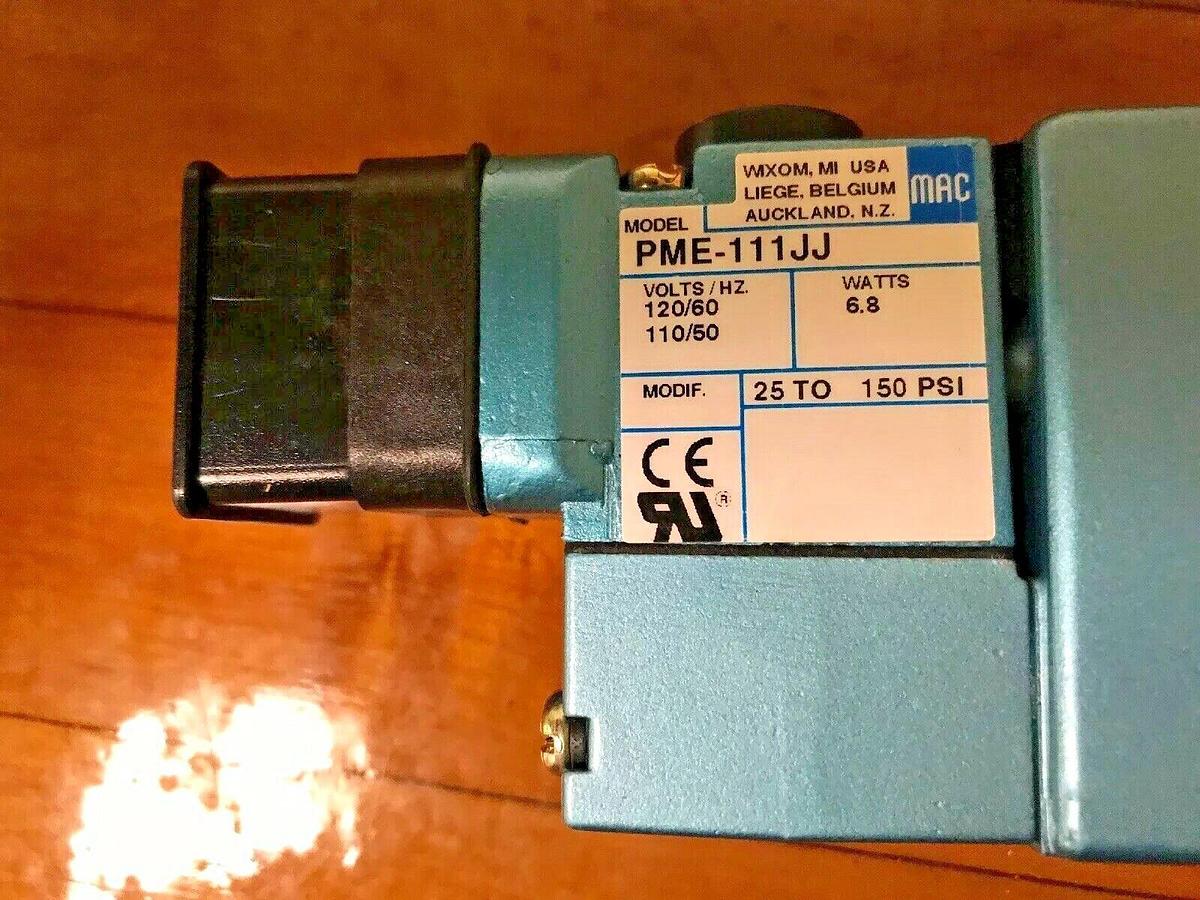 WIXOM, MI USA
LIEGE, BELGIUM
AUCKLAND, N.Z.
MAC
MODEL
PME-111JJ
VOLTS / HZ.
120/60
110/50
WATTS
6.8
MODIF.
25 TO 150 PSI
CE
RU ®